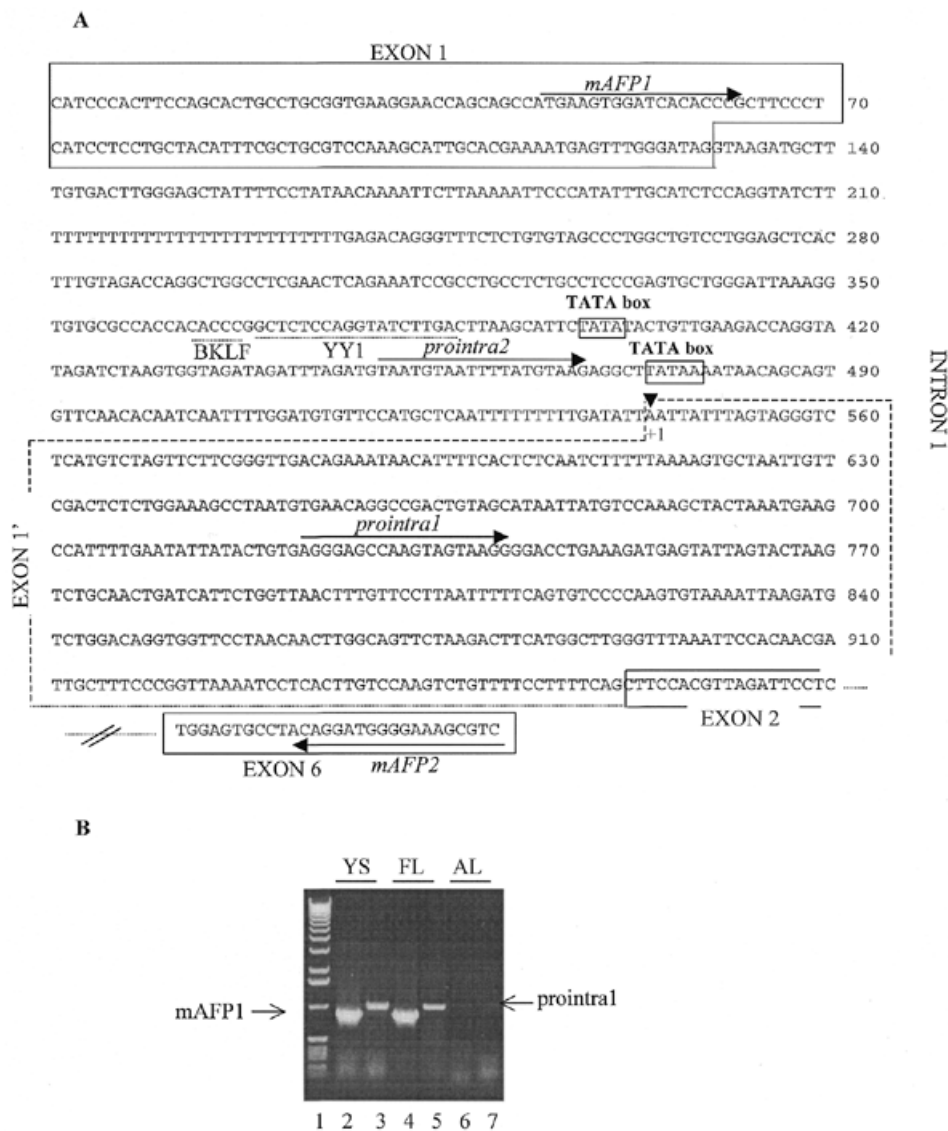 A
EXON 1
mAFP1
CATCCCACTTCCAGCACTGCCTGCGGTGAAGGAACCAGCAGCCATGAAGTGGATCACACCCGCTTCCCT 70
CATCCTCCTGCTACATTTCGCTGCGTCCAAAGCATTGCACGAAAATGAGTTTGGGATAGGTAAGATGCTT 140
TGTGACTTGGGAGCTATTTTTCCTATAACAAAATTCTTAAAAATTCCCATATTTGCATCTCCAGGTATCTT 210
TTTTTTTTTTTTTTTTTTTTTTTTTTTTTGAGACAGGGTTTCTCTGTGTAGCCCTGGCTGTCCTGGAGCTCAC 280
TTTGTAGACCAGGCTGGCCTCGAACTCAGAAATCCGCCTGCCTCTGCCTCCCGAGTGCTGGGATTAAAGG 350
TATA box
TGTGCGCCACCACACCCGGCTCTCCAGGTATCTTGACTTAAGCATTCTATATACTGTTGAAGACCAGGTA 420
BKLF YY1 prointra2 TATA box
TAGATCTAAGTGGTAGATAGATTTAGATGTAATGTAATTTTATGTAAGAGGCTTATAAAATAACAGCAGT 490
INTRON 1
GTTCAACACAATCAATTTTGGATGTGTTCCATGCTCAATTTTTTTTTGATATTAATTATTTAGTAGGGTC 560
+1
TCATGTCTAGTTCTTCGGGTTGACAGAAATAACATTTTCACTCTCAATCTTTTTAAAAGTGCTAATTGTT 630
CGACTCTCTGGAAAGCCTAATGTGAACAGGCCGACTGTAGCATAATTATGTCCAAAGCTACTAAATGAAG 700
CCATTTTGAATATTATACTGTGAGGGAGCCAAGTAGTAAGGGGACCTGAAAGATGAGTATTAGTACTAAG 770
prointra1
EXON 1'
TCTGCAACTGATCATTCTGGTTAACTTTGTTCCTTAATTTTTCAGTGTCCCCAAGTGTAAAATTAAGATG 840
TCTGGACAGGTGGTTCCTAACAACTTGGCAGTTCTAAGACTTCATGGCTTGGGTTTAAATTCCACAACGA 910
TTGCTTTCCCGGTTAAAATCCTCACTTGTCCAAGTCTGTTTTCCTTTTCAGCTTCCACGTTAGATTCCTC
EXON 2
TGGAGTGCCTACAGGATGGGGAAAGCGTC
EXON 6 mAFP2
B
YS FL AL
mAFP1
prointra1
1 2 3 4 5 6 7